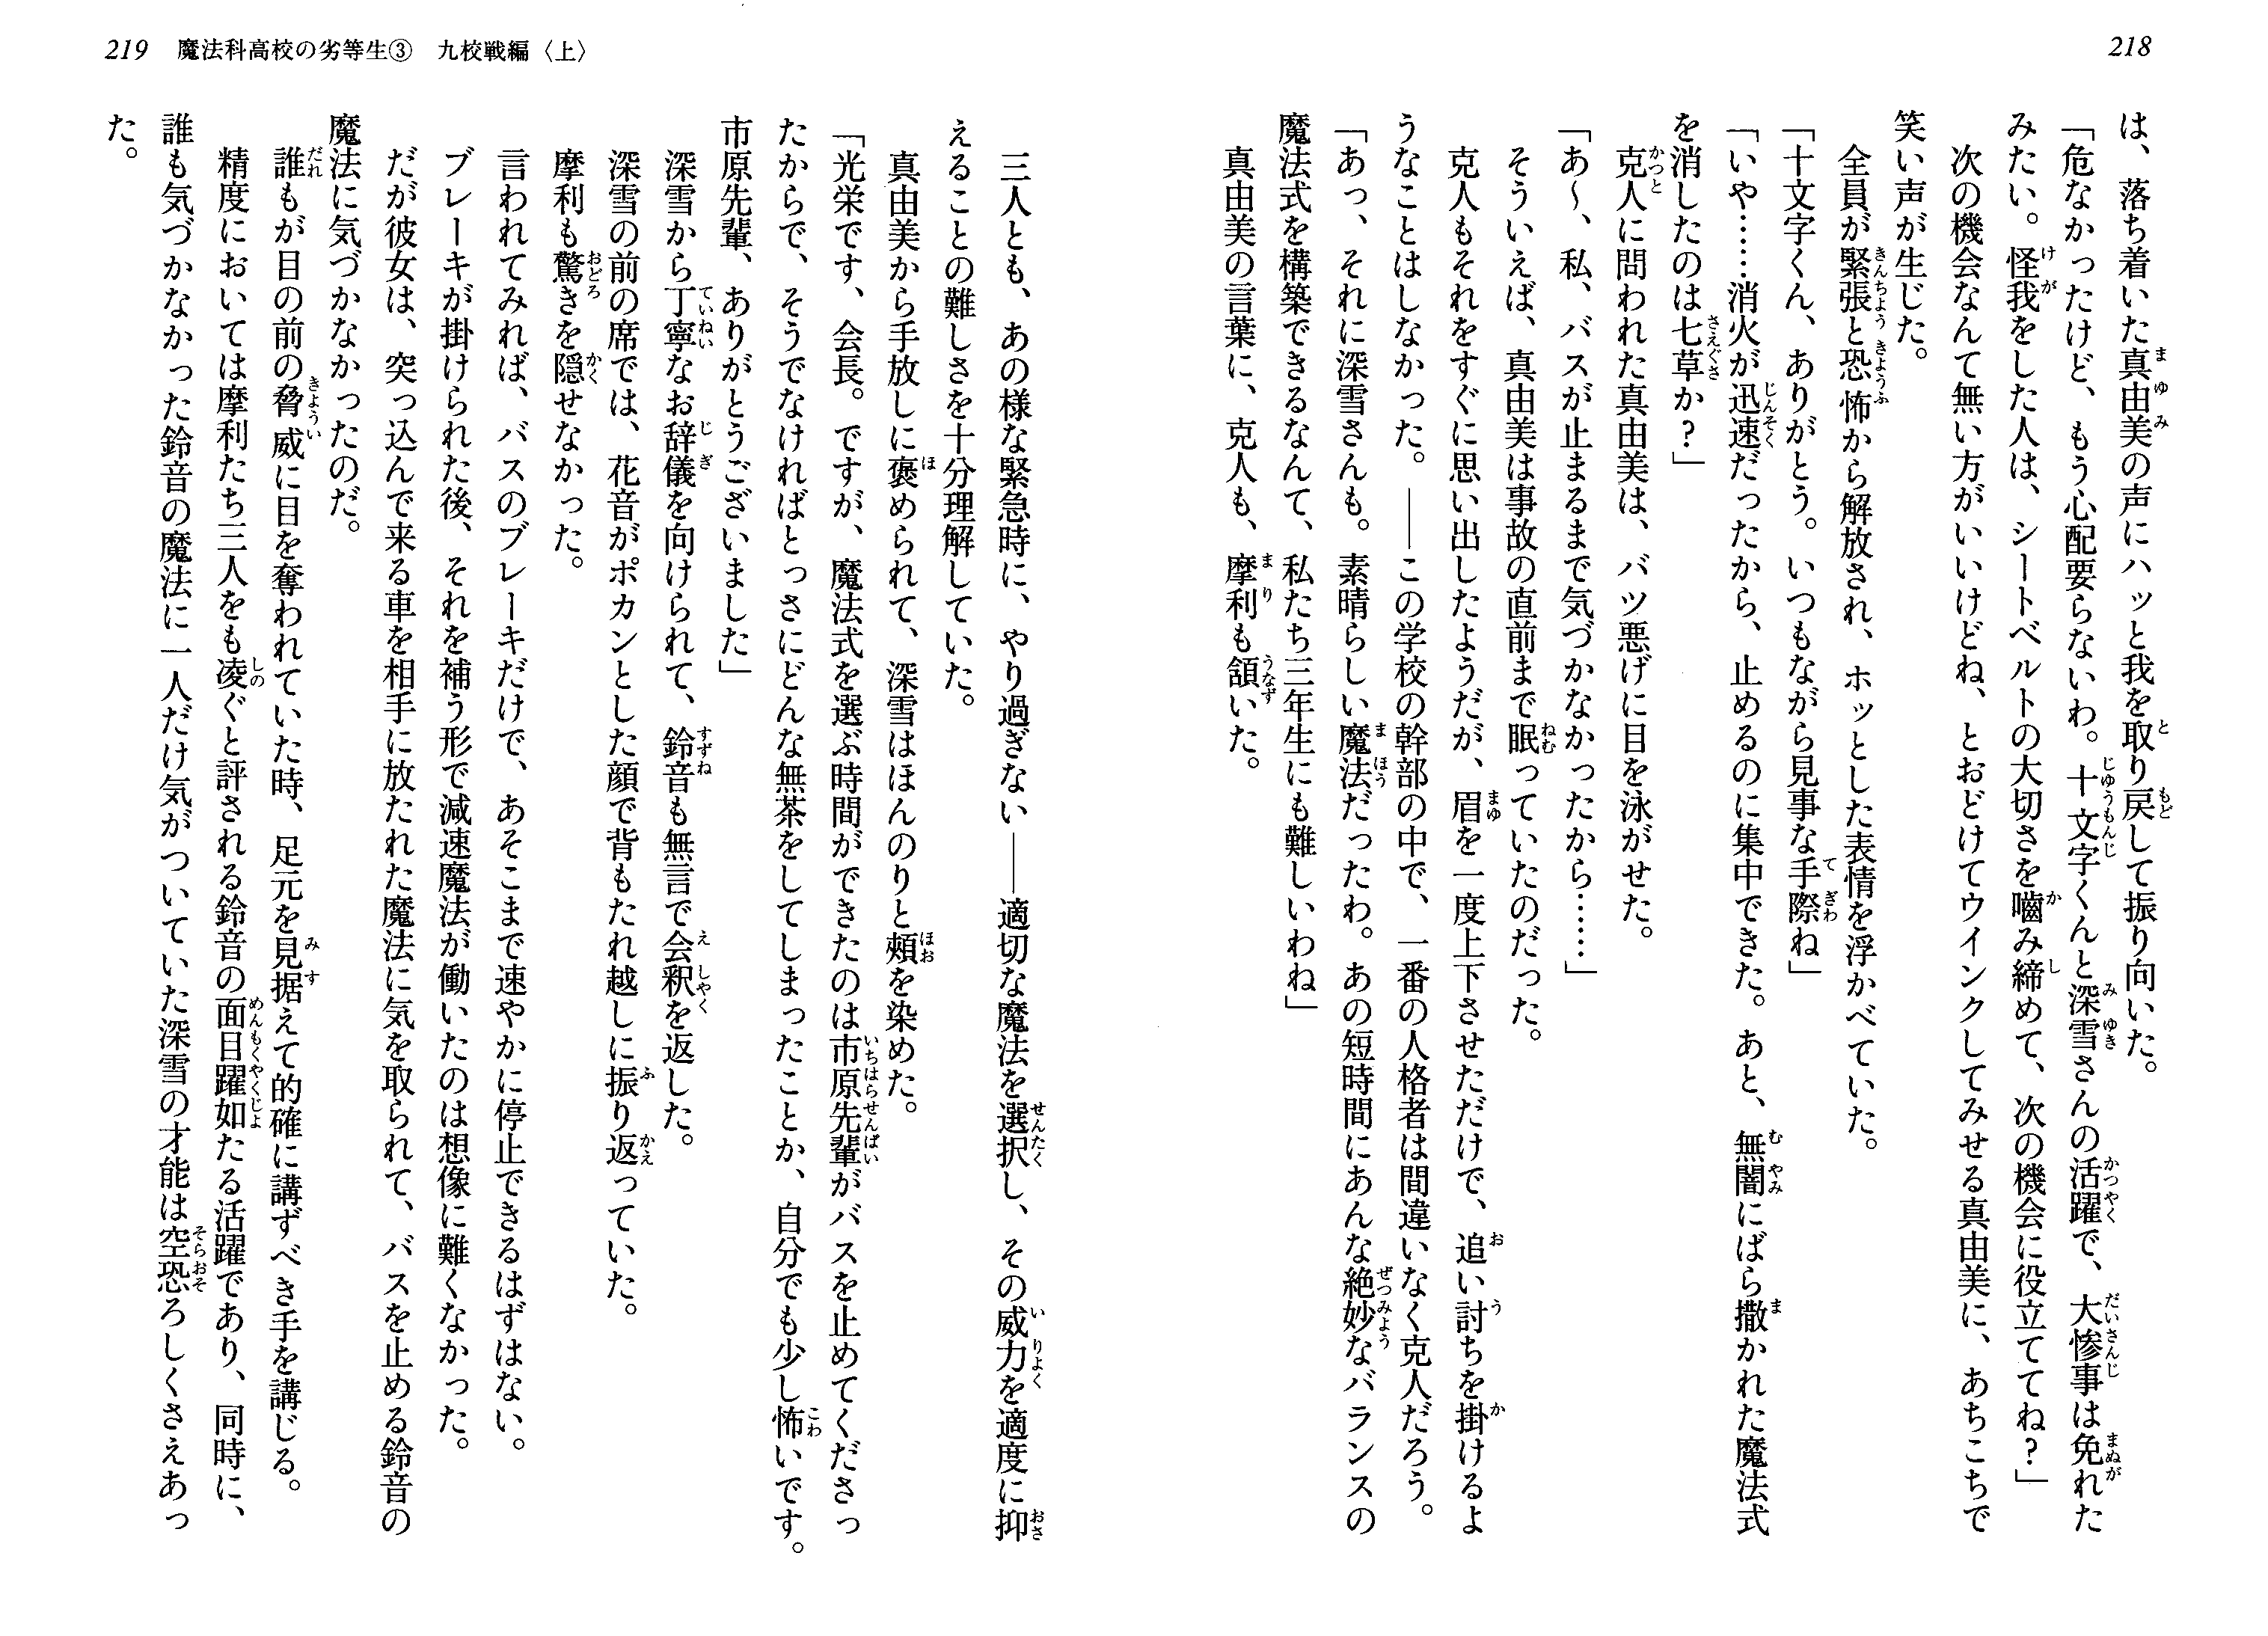 218
は、落ち着いた真由美の声にハッと我を取り戻して振り向いた。
「危なかったけど、もう心配要らないわ。十文字くんと深雪さんの活躍で、大惨事は免れた
みたい。怪我をした人は、シートベルトの大切さを嚙み締めて、次の機会に役立ててね？」
次の機会なんて無い方がいいけどね、とおどけてウインクしてみせる真由美に、あちこちで
笑い声が生じた。
全員が緊張と恐怖から解放され、ホッとした表情を浮かべていた。
「十文字くん、ありがとう。いつもながら見事な手際ね」
「いや……消火が迅速だったから、止めるのに集中できた。あと、無闇にばら撒かれた魔法式
を消したのは七草か？」
克人に問われた真由美は、バツ悪げに目を泳がせた。
「あ〜、私、バスが止まるまで気づかなかったから……」
そういえば、真由美は事故の直前まで眠っていたのだった。
克人もそれをすぐに思い出したようだが、眉を一度上下させただけで、追い討ちを掛けるよ
うなことはしなかった。――この学校の幹部の中で、一番の人格者は間違いなく克人だろう。
「あっ、それに深雪さんも。素晴らしい魔法だったわ。あの短時間にあんな絶妙なバランスの
魔法式を構築できるなんて、私たち三年生にも難しいわね」
真由美の言葉に、克人も、摩利も頷いた。
219 魔法科高校の劣等生③ 九校戦編〈上〉
三人とも、あの様な緊急時に、やり過ぎない――適切な魔法を選択し、その威力を適度に抑
えることの難しさを十分理解していた。
真由美から手放しに褒められて、深雪はほんのりと頰を染めた。
「光栄です、会長。ですが、魔法式を選ぶ時間ができたのは市原先輩がバスを止めてくださっ
たからで、そうでなければとっさにどんな無茶をしてしまったことか、自分でも少し怖いです。
市原先輩、ありがとうございました」
深雪から丁寧なお辞儀を向けられて、鈴音も無言で会釈を返した。
深雪の前の席では、花音がポカンとした顔で背もたれ越しに振り返っていた。
摩利も驚きを隠せなかった。
言われてみれば、バスのブレーキだけで、あそこまで速やかに停止できるはずはない。
ブレーキが掛けられた後、それを補う形で減速魔法が働いたのは想像に難くなかった。
だが彼女は、突っ込んで来る車を相手に放たれた魔法に気を取られて、バスを止める鈴音の
魔法に気づかなかったのだ。
誰もが目の前の脅威に目を奪われていた時、足元を見据えて的確に講ずべき手を講じる。
精度においては摩利たち三人をも凌ぐと評される鈴音の面目躍如たる活躍であり、同時に、
誰も気づかなかった鈴音の魔法に一人だけ気がついていた深雪の才能は空恐ろしくさえあっ
た。